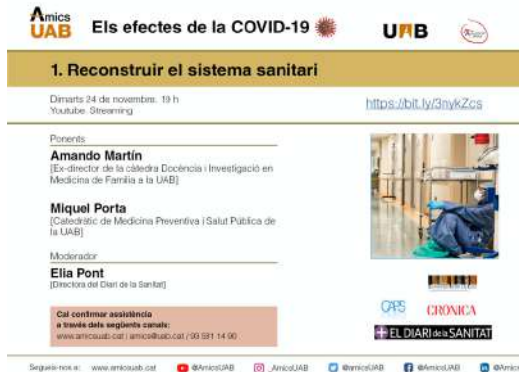 Amics
UAB
Els efectes de la COVID-19
UAB
1. Reconstruir el sistema sanitari
Dimarts 24 de novembre. 19 h
Youtube Streaming
https://bit.ly/3nykZcs
Ponents
Amando Martín
[Ex-director de la càtedra Docència i Investigació en
Medicina de Família a la UAB]
Miquel Porta
[Catedràtic de Medicina Preventiva i Salut Pública de
la UAB]
Moderador
Elia Pont
[Directora del Diari de la Sanitat]
Cal confirmar assistència
a través dels següents canals:
www.amicsuab.cat / amics@uab.cat / 93 581 14 90
CAPS
CRÓNICA
EL DIARI de la SANITAT
Segueix-nos a:
www.amicsuab.cat
@AmicsUAB
_AmicsUAB
@amicsUAB
@AmicsUAB
@AmicsUAB